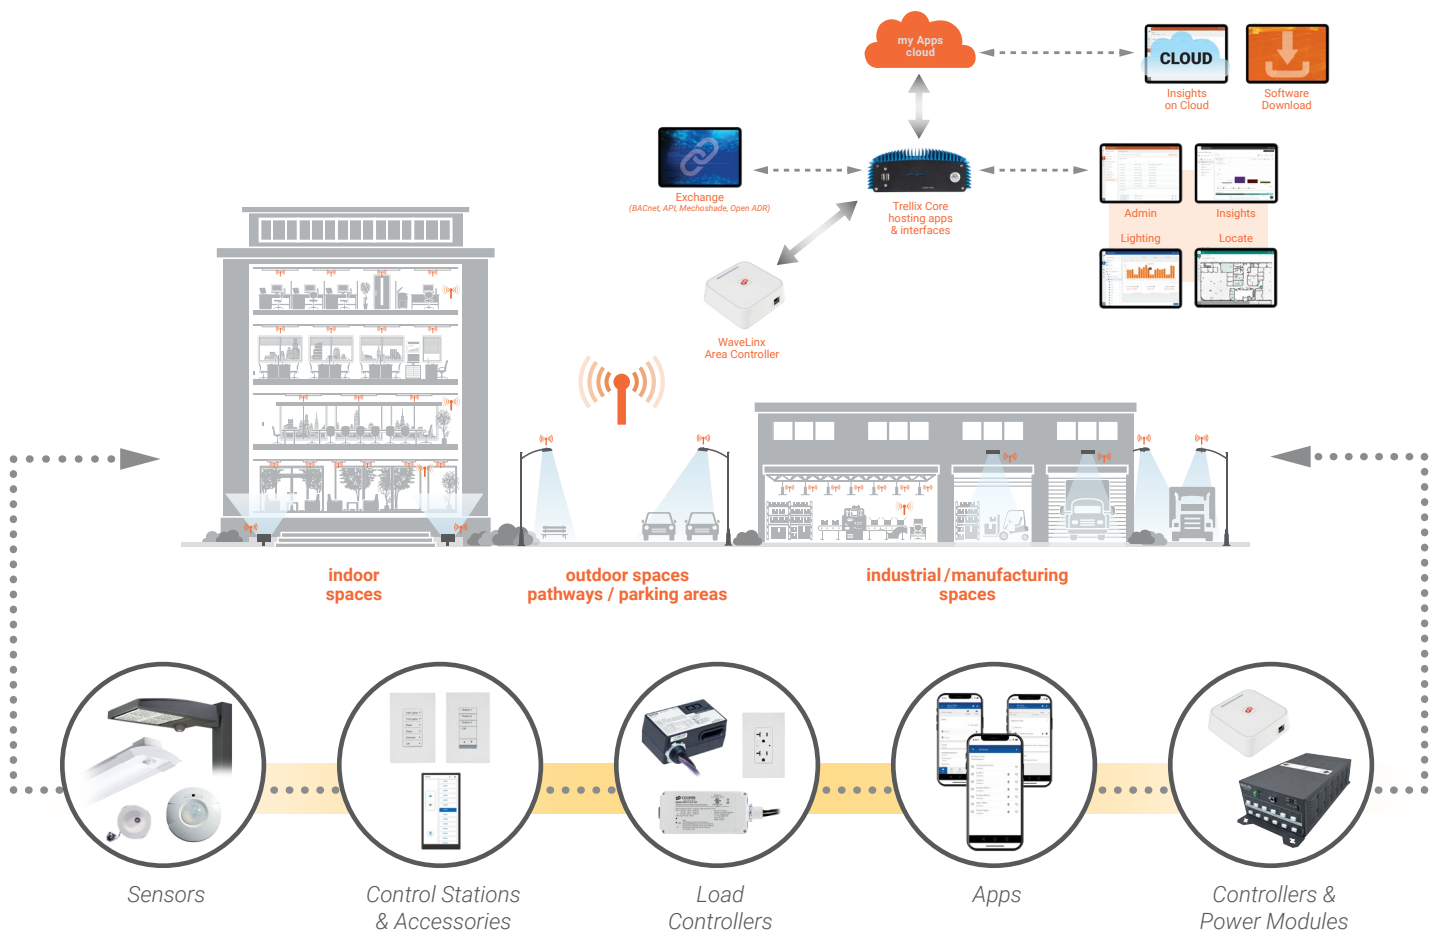 my Apps
cloud
CLOUD
Insights
on Cloud
Software
Download
Exchange
(BACnet, API, Mechoshade, Open ADR)
Trellix Core
hosting apps
& interfaces
Admin
Insights
Lighting
Locate
WaveLinx
Area Controller
indoor
spaces
outdoor spaces
pathways / parking areas
industrial / manufacturing
spaces
COOPER
Sensors
Control Stations
& Accessories
Load
Controllers
Apps
Controllers &
Power Modules